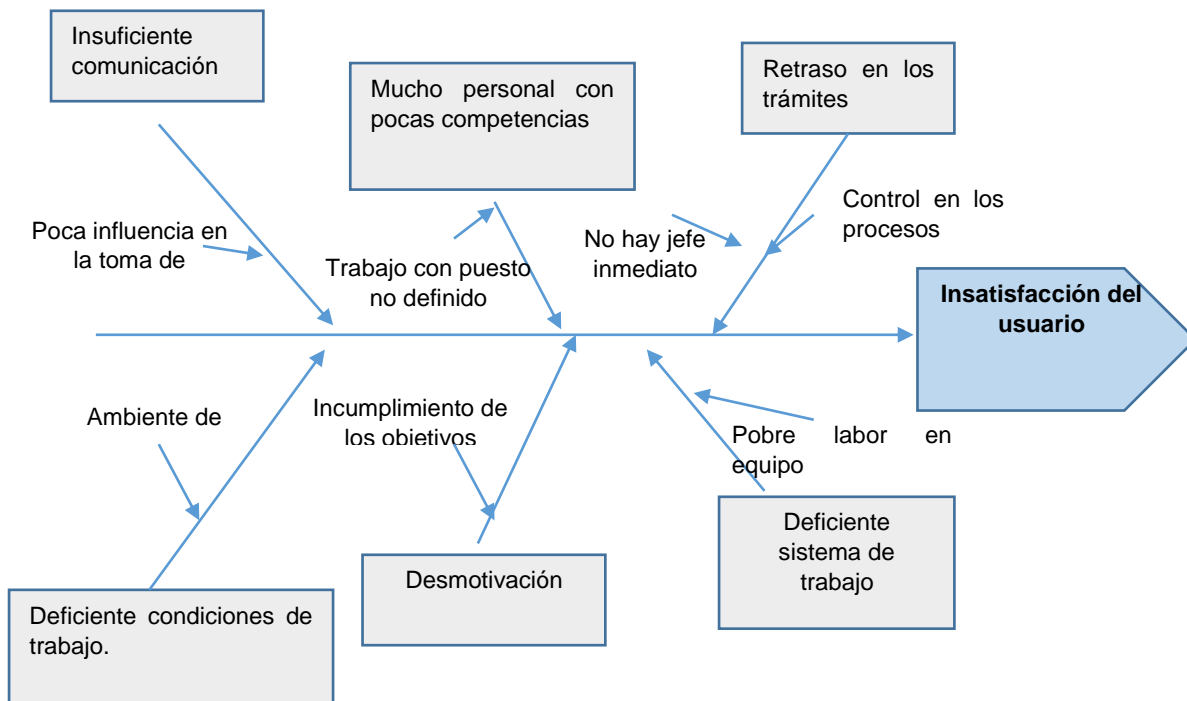 Insuficiente
comunicación
Mucho personal con
pocas competencias
Retraso en los
trámites
Poca influencia en
la toma de
Trabajo con puesto
no definido
No hay jefe
inmediato
Control en los
procesos
Insatisfacción del
usuario
Ambiente de
Incumplimiento de
los objetivos
Pobre labor en
equipo
Deficiente condiciones de
trabajo.
Desmotivación
Deficiente
sistema de
trabajo